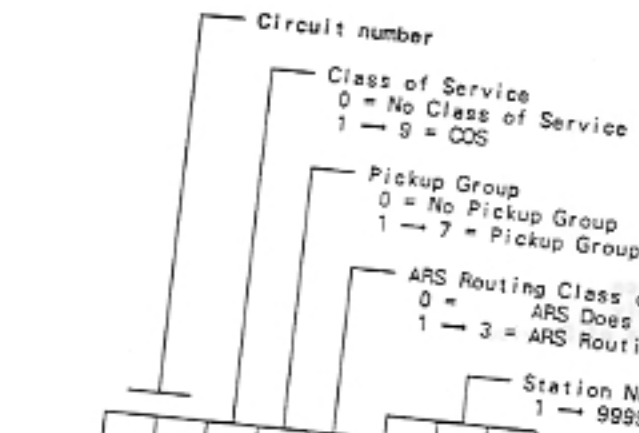 Circuit number
Class of Service
0 = No Class of Service
1 → 9 = COS
Pickup Group
0 = No Pickup Group
1 → 7 = Pickup Group
ARS Routing Class
0 = ARS Does
1 → 3 = ARS
Station
1 →